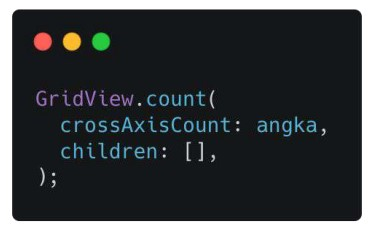 GridView.count(
  crossAxisCount: angka,
  children: [],
);